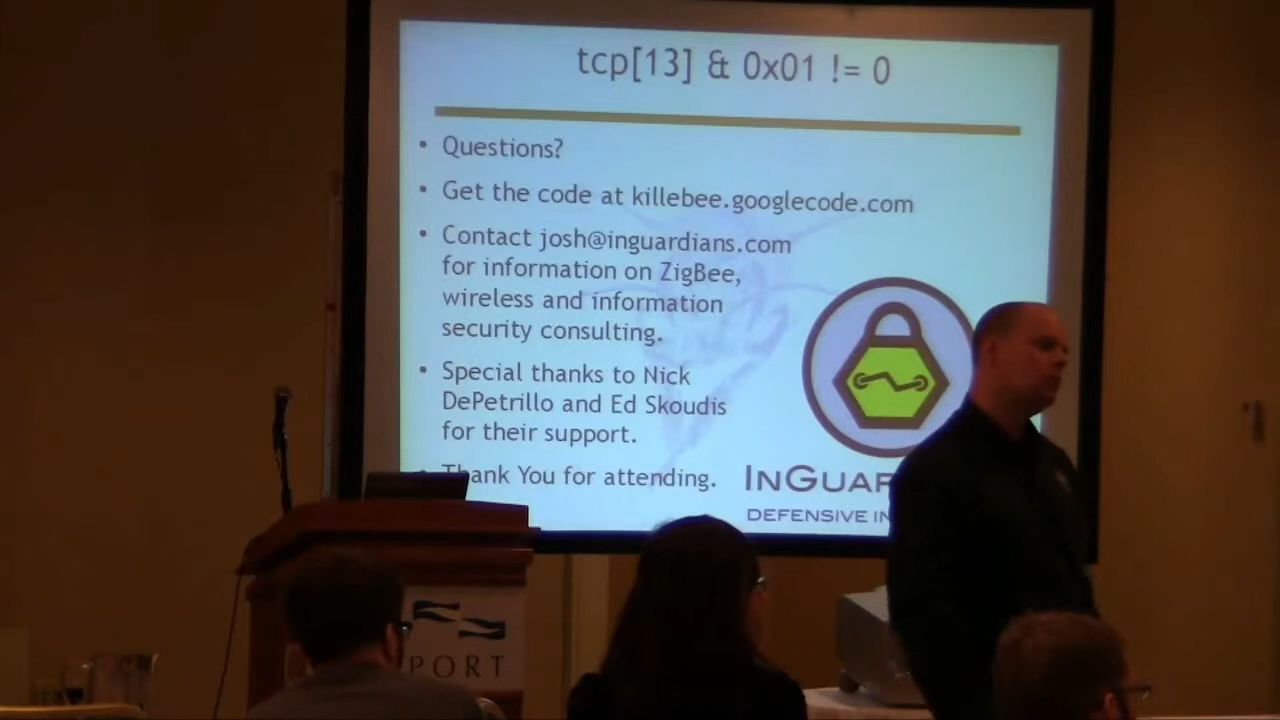 tcp[13] & 0x01 != 0
• Questions?
• Get the code at killebee.googlecode.com
• Contact josh@inguardians.com
for information on ZigBee,
wireless and information
security consulting.
• Special thanks to Nick
DePetrillo and Ed Skoudis
for their support.
• Thank You for attending.
INGUAR
DEFENSIVE IN
PORT